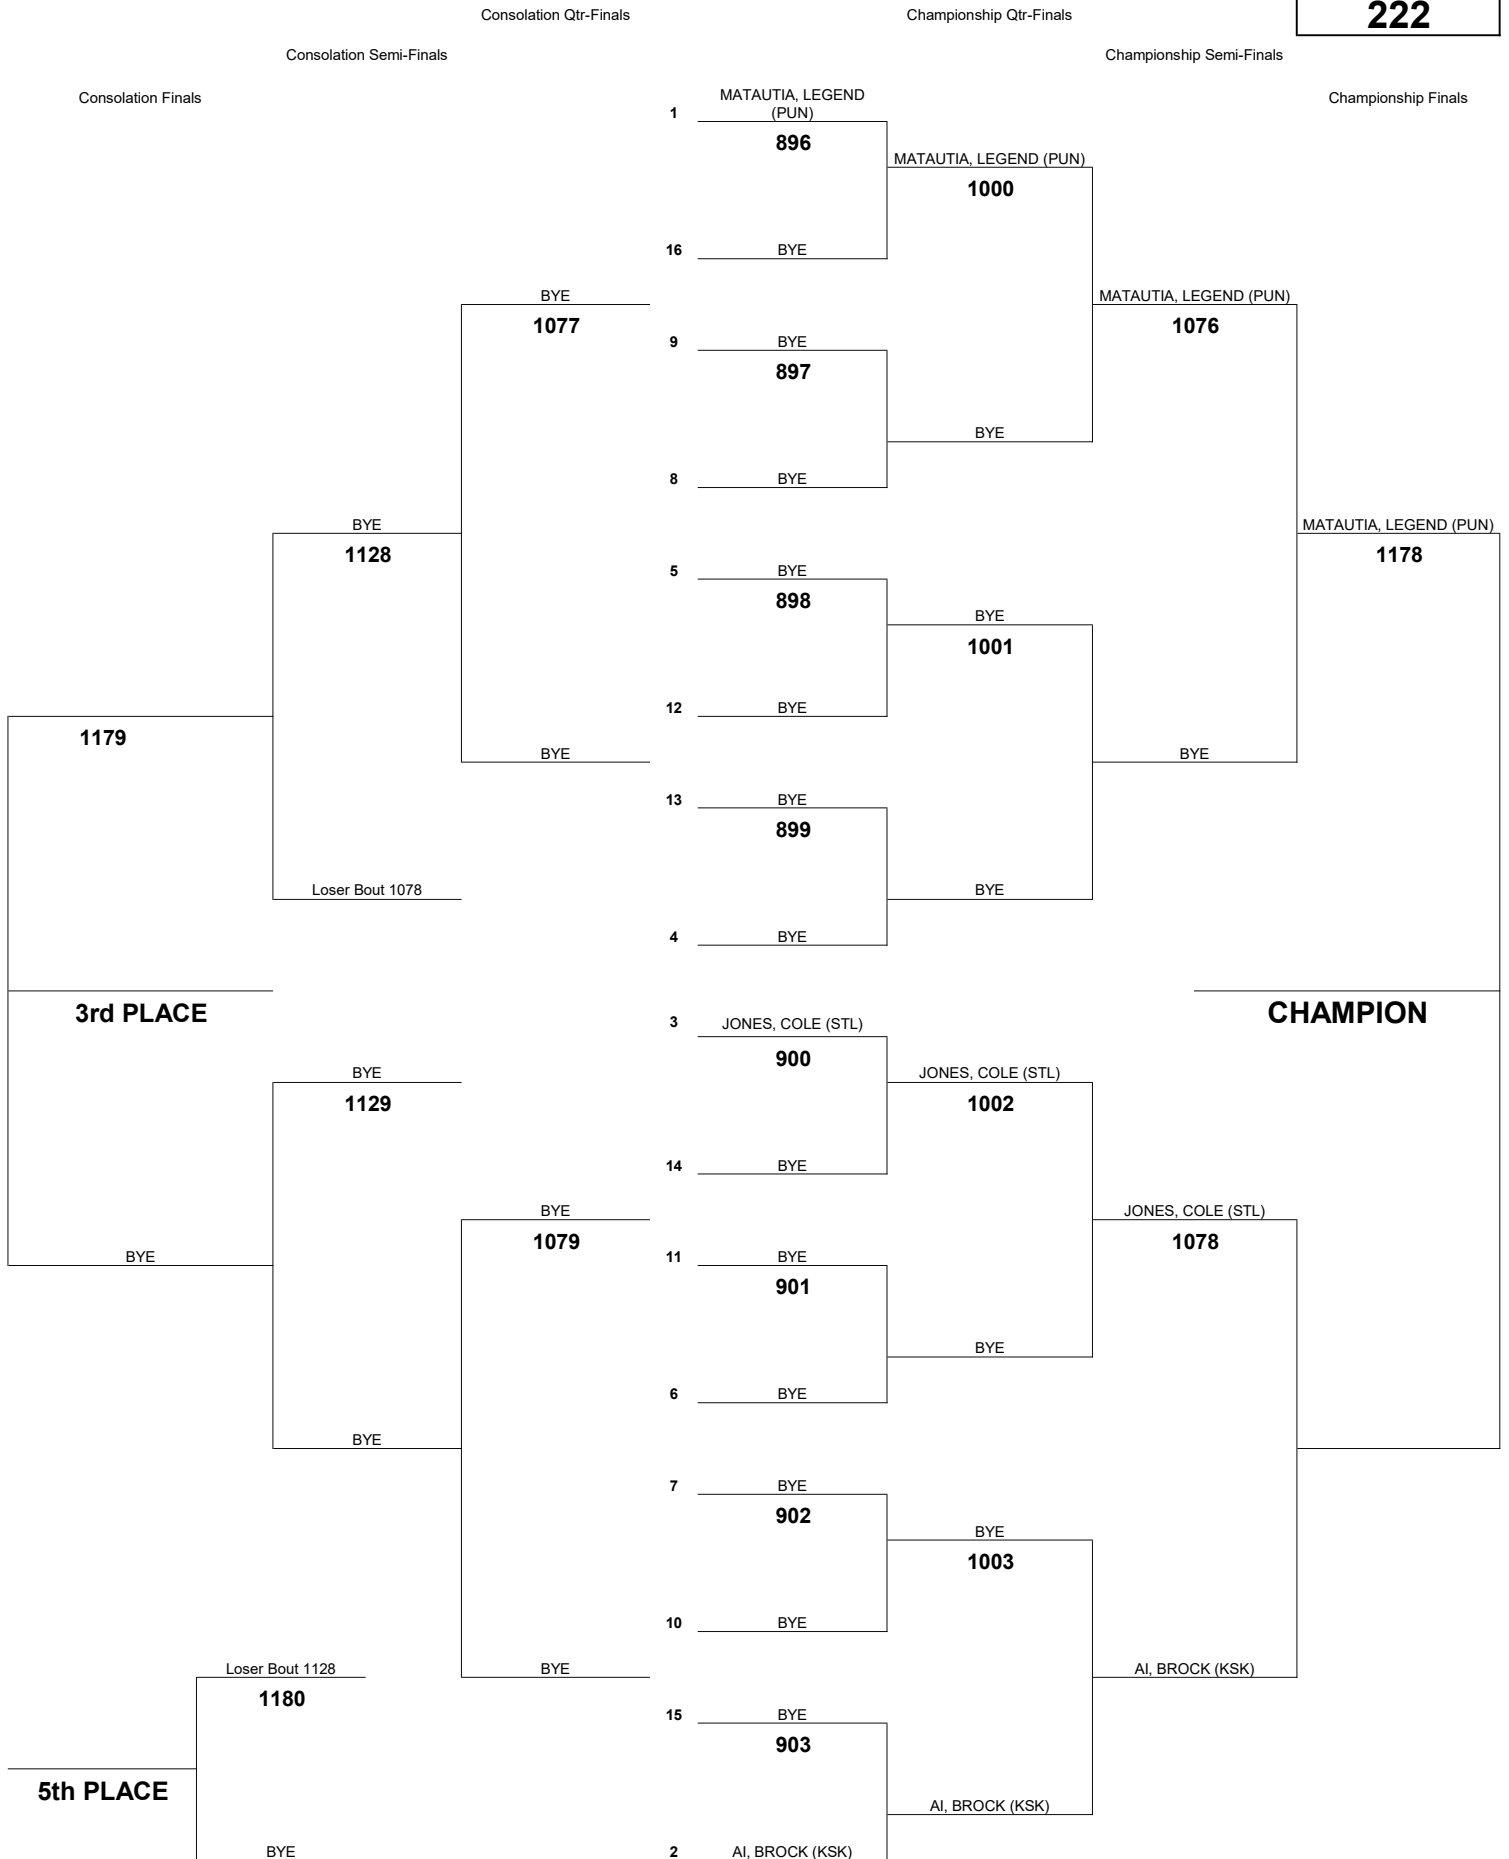 Consolation Qtr-Finals
Championship Qtr-Finals
222
Consolation Semi-Finals
Championship Semi-Finals
Consolation Finals
Championship Finals
MATAUTIA, LEGEND
(PUN)
1
896
MATAUTIA, LEGEND (PUN)
1000
16 BYE
BYE
MATAUTIA, LEGEND (PUN)
1077
1076
9 BYE
897
BYE
8 BYE
BYE
MATAUTIA, LEGEND (PUN)
1128
1178
5 BYE
898
BYE
1001
12 BYE
1179
BYE
BYE
13 BYE
899
Loser Bout 1078
BYE
4 BYE
3rd PLACE
CHAMPION
3 JONES, COLE (STL)
900
BYE
JONES, COLE (STL)
1129
1002
14 BYE
BYE
JONES, COLE (STL)
1079
1078
BYE
11 BYE
901
BYE
6 BYE
BYE
7 BYE
902
BYE
1003
10 BYE
Loser Bout 1128
BYE
AI, BROCK (KSK)
1180
15 BYE
903
5th PLACE
AI, BROCK (KSK)
BYE
2 AI, BROCK (KSK)